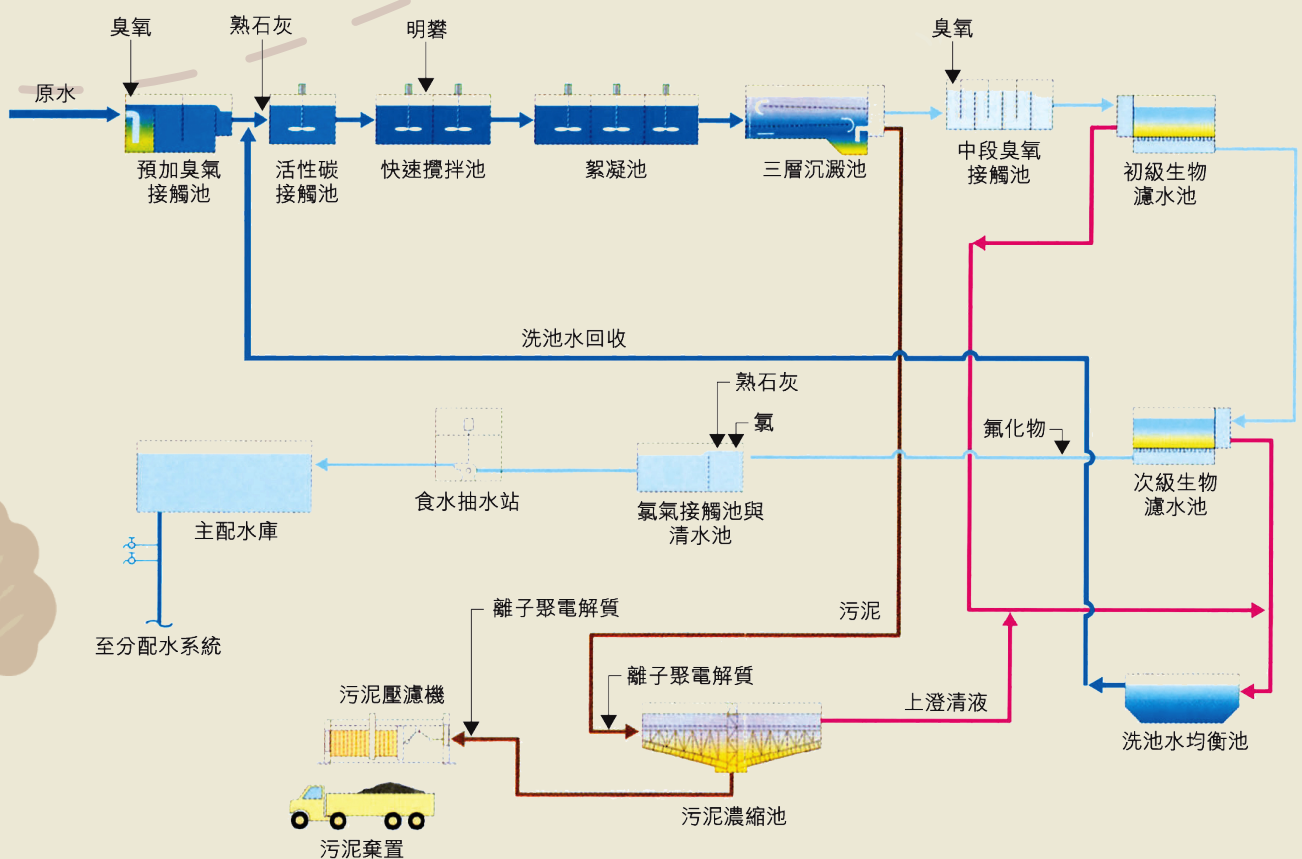 臭氧
熟石灰
明礬
臭氧
原水
預加臭氣
接觸池
活性碳
接觸池
快速攪拌池
絮凝池
三層沉澱池
中段臭氧
接觸池
初級生物
濾水池
洗池水回收
熟石灰
氯
氟化物
主配水庫
食水抽水站
氯氣接觸池與
清水池
次級生物
濾水池
至分配水系統
離子聚電解質
污泥
離子聚電解質
污泥壓濾機
上澄清液
洗池水均衡池
污泥濃縮池
污泥棄置